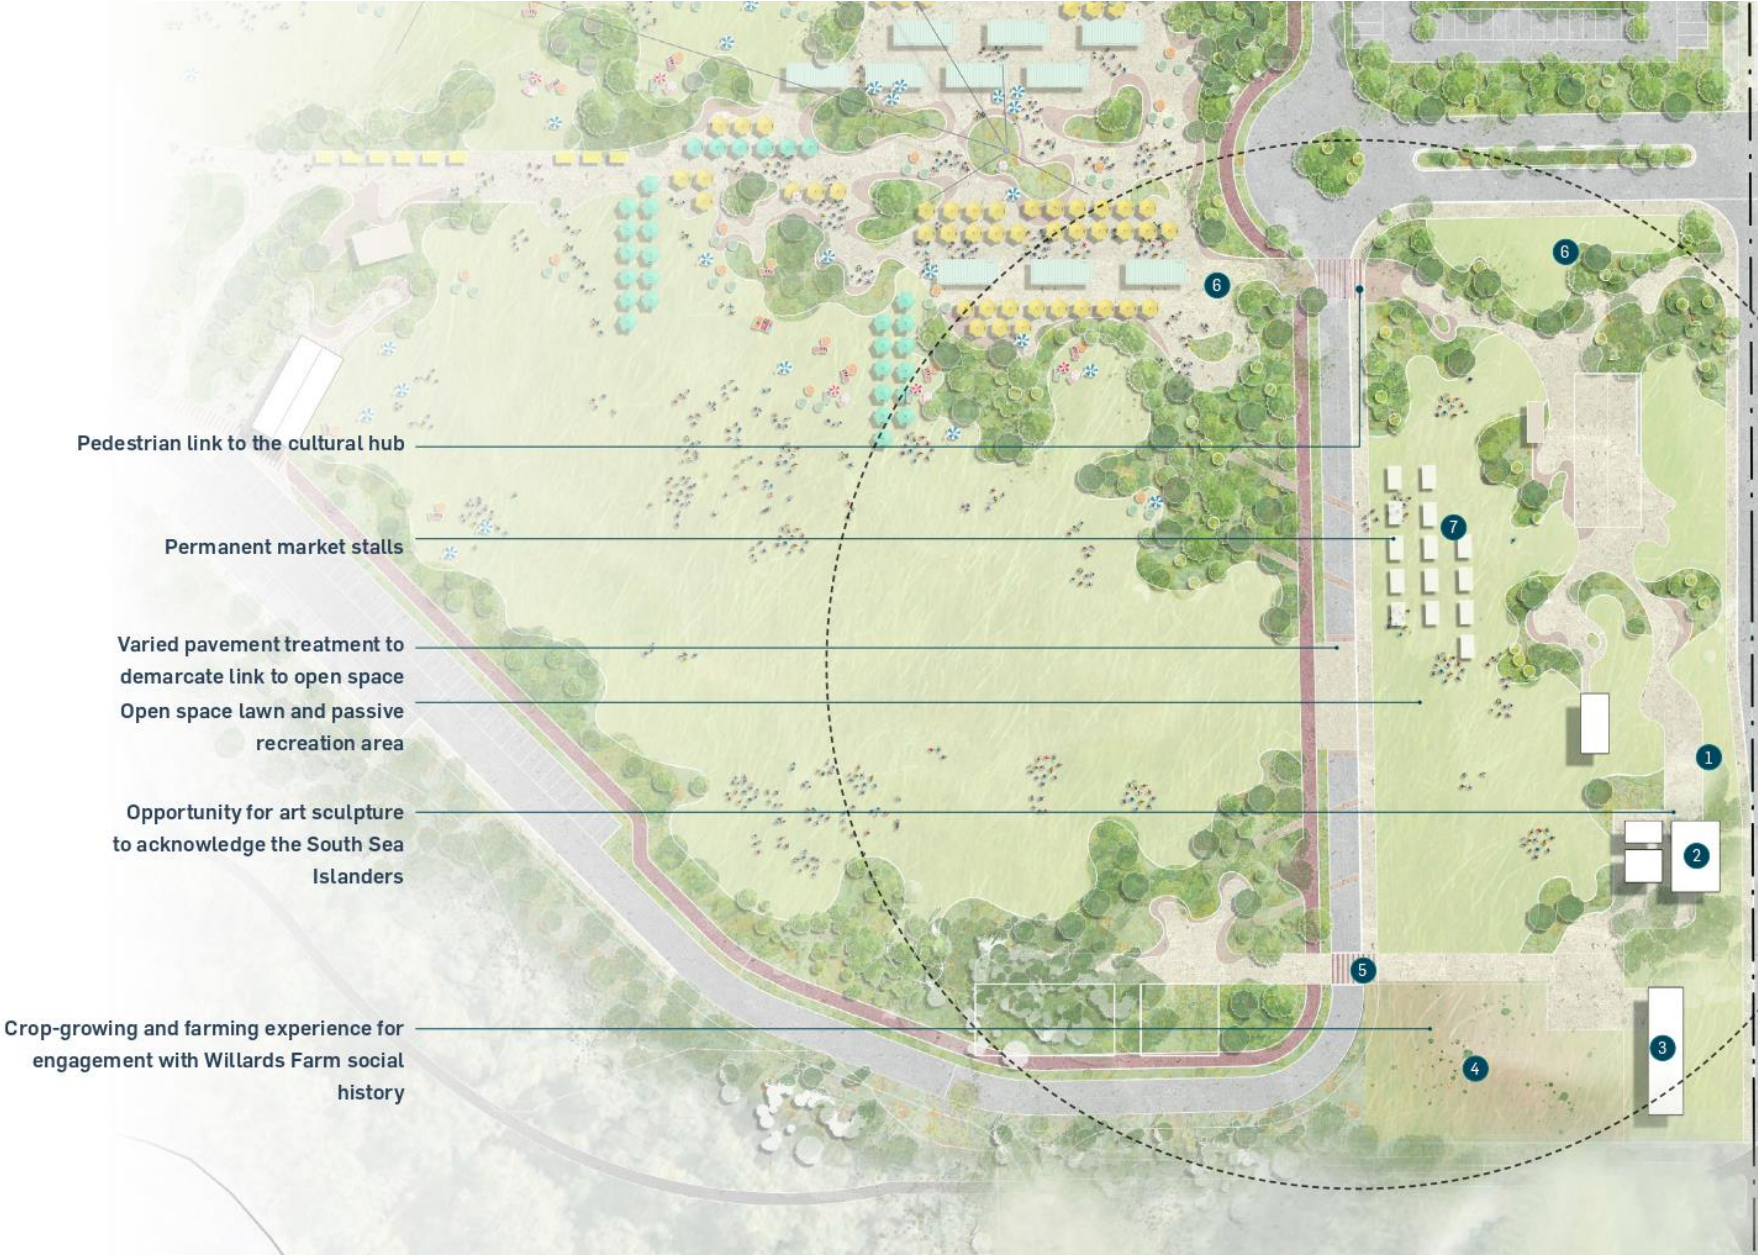 6
6
Pedestrian link to the cultural hub
7
Permanent market stalls
Varied pavement treatment to
demarcate link to open space
Open space lawn and passive
recreation area
1
Opportunity for art sculpture
to acknowledge the South Sea
Islanders
2
5
Crop-growing and farming experience for
engagement with Willards Farm social
history
3
4